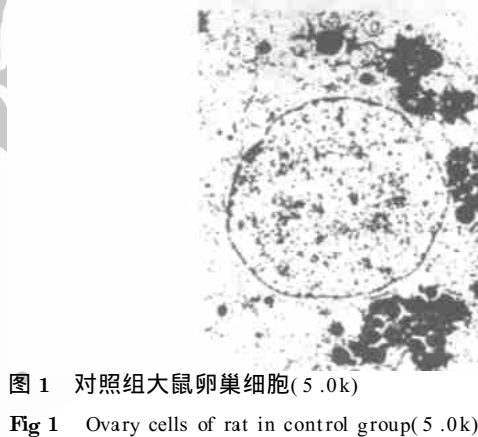 图 1 对照组大鼠卵巢细胞( 5 .0k)
Fig 1 Ovary cells of rat in control group( 5 .0k)